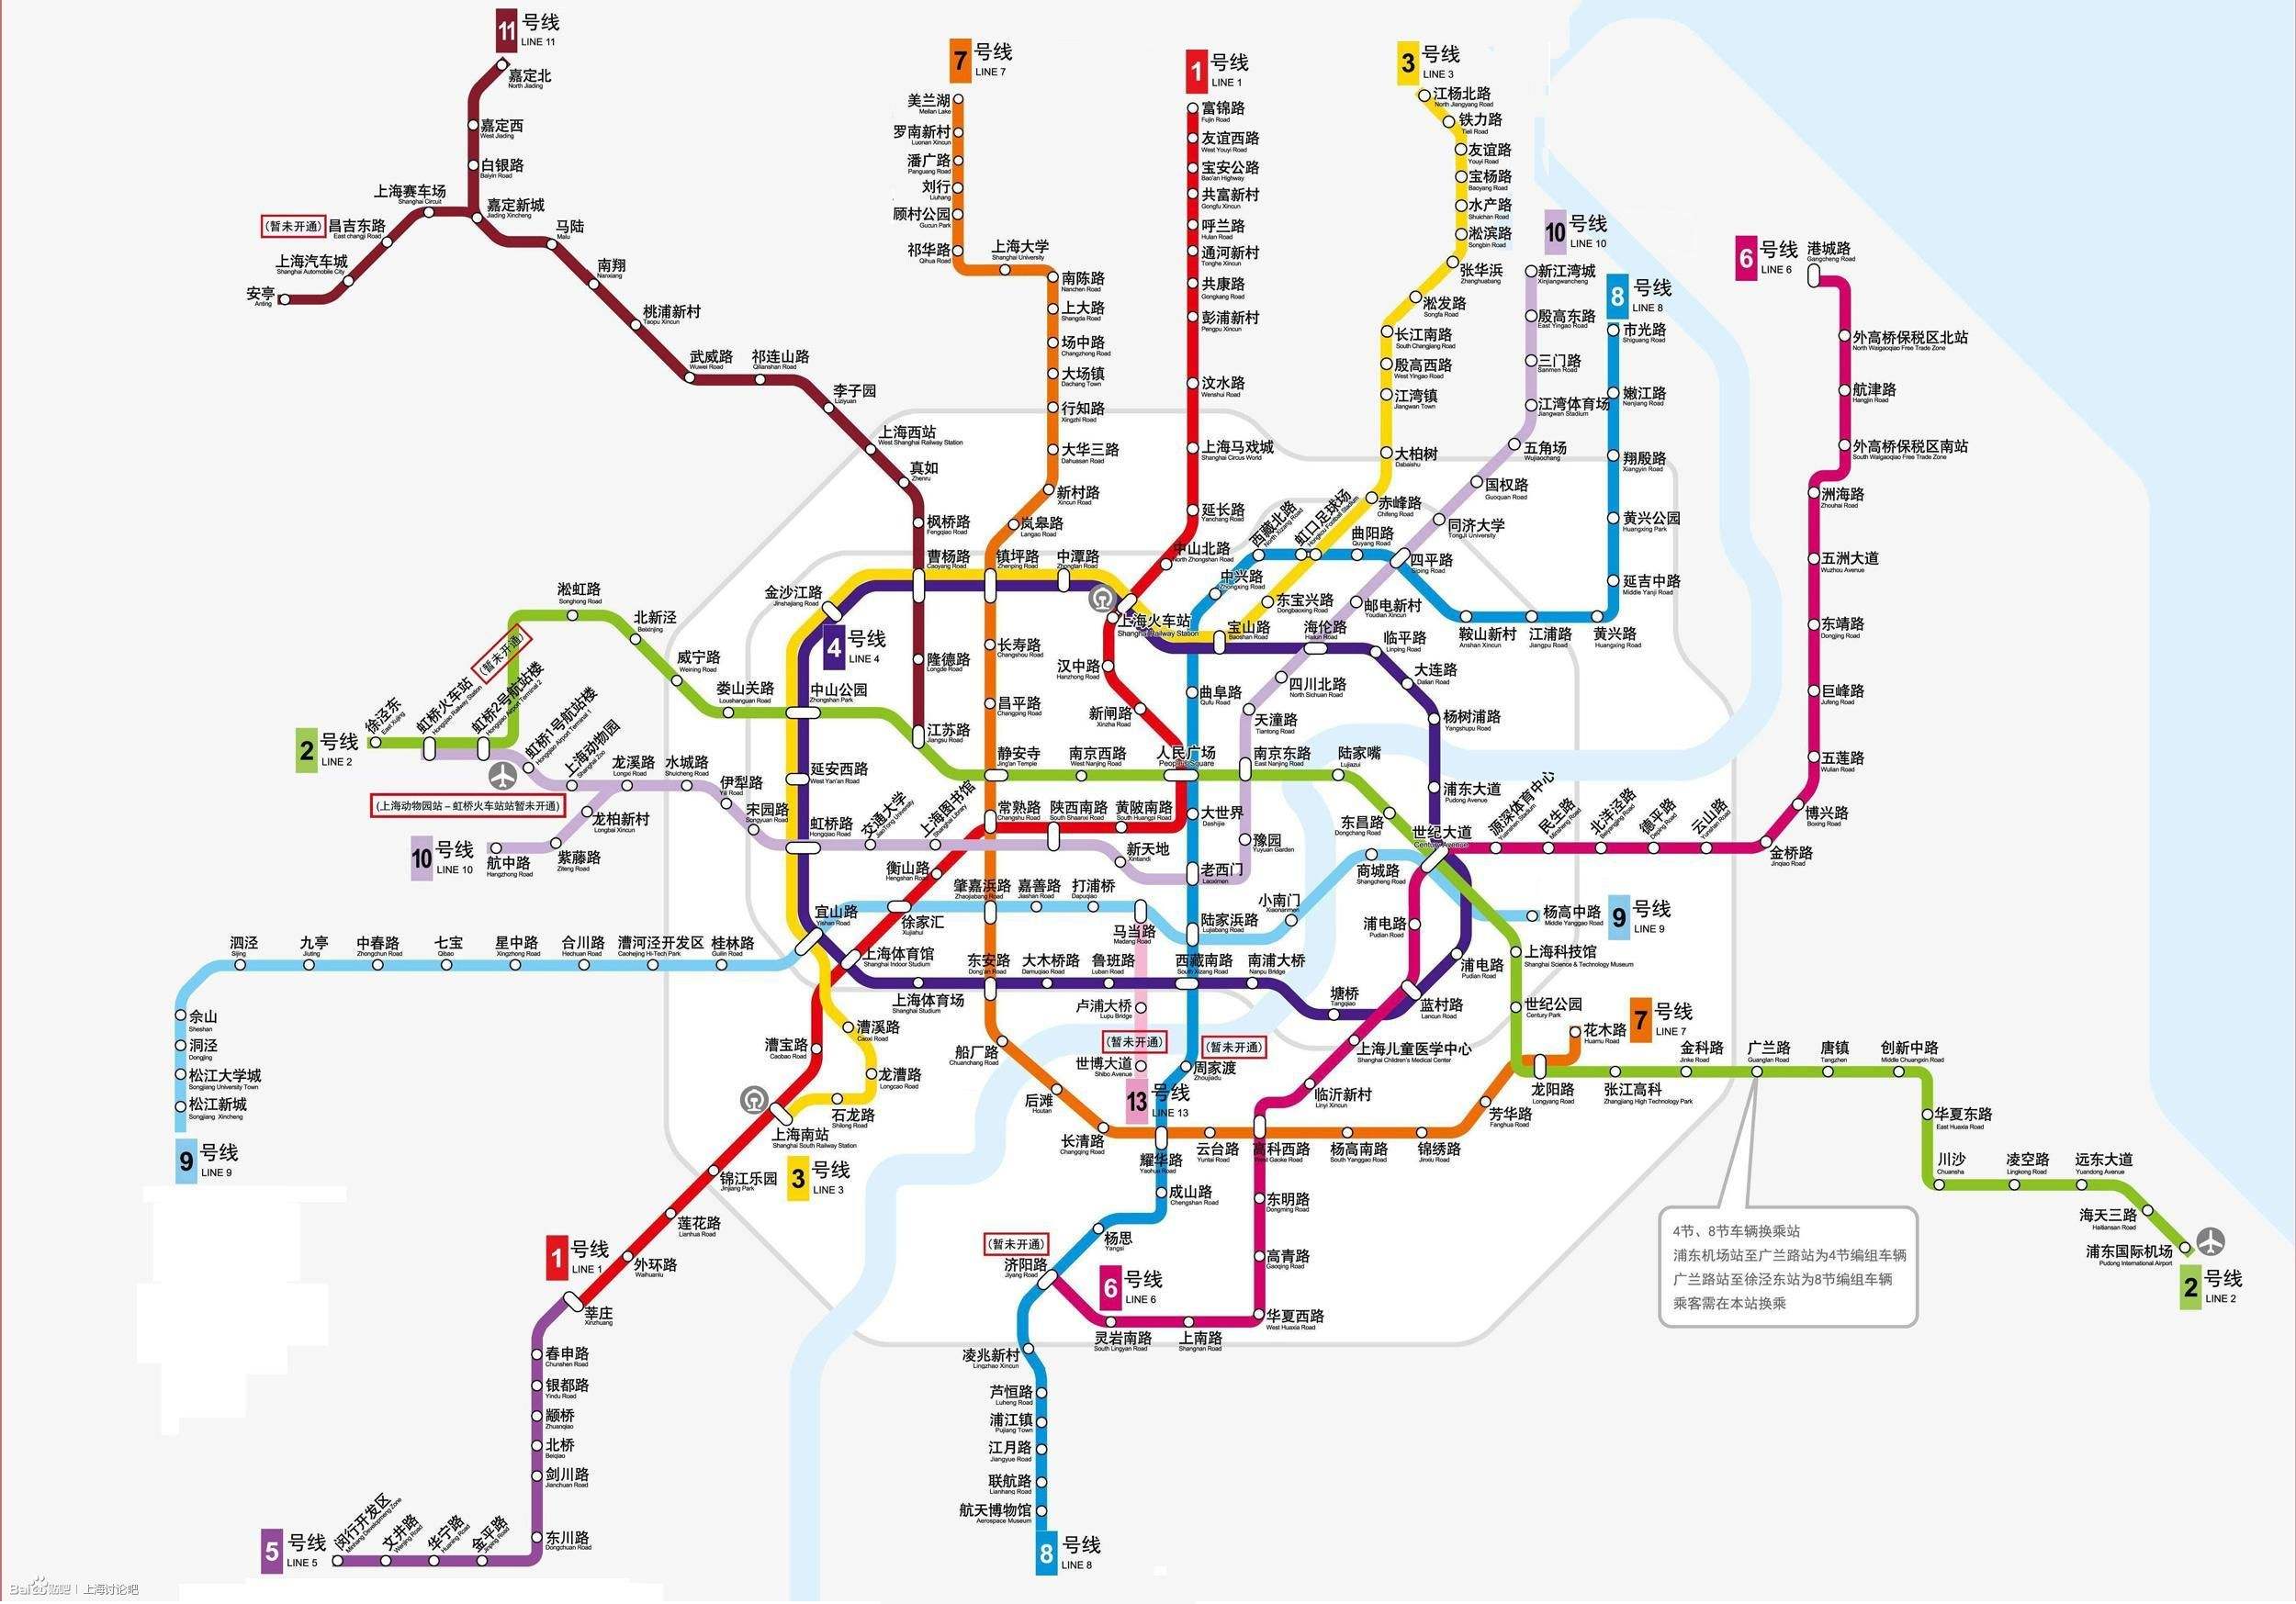 11
号线
LINE 11
嘉定北
North Jiading
嘉定西
West Jiading
白银路
Baiyin Road
嘉定新城
Jiading Xincheng
上海赛车场
Shanghai Circuit
(暂未开通)
昌吉东路
East changji Road
上海汽车城
Shanghai Automobile City
安亭
Anting
马陆
Malu
南翔
Nanxiang
桃浦新村
Taopu Xincun
武威路
Wuwei Road
祁连山路
Qilianshan Road
李子园
Liziyuan
上海西站
West Shanghai Railway Station
真如
Zhenru
枫桥路
Fengqiao Road
曹杨路
Caoyang Road
隆德路
Longde Road
江苏路
Jiangsu Road
7
号线
LINE 7
美兰湖
Meilan Lake
罗南新村
Luonan Xincun
潘广路
Panguang Road
刘行
Liuhang
顾村公园
Gucun Park
祁华路
Qihua Road
上海大学
Shanghai University
南陈路
Nanchen Road
上大路
Shangda Road
场中路
Changzhong Road
大场镇
Dachang Town
行知路
Xingzhi Road
大华三路
Dahuasan Road
新村路
Xincun Road
岚皋路
Langao Road
镇坪路
Zhenping Road
长寿路
Changshou Road
昌平路
Changping Road
静安寺
Jing'an Temple
常熟路
Changshu Road
肇嘉浜路
Zhaojiabang Road
东安路
Dong'an Road
船厂路
Chuanchang Road
后滩
Houtan
长清路
Changqing Road
耀华路
Yaohua Road
云台路
Yuntai Road
高科西路
West Gaoke Road
杨高南路
South Yanggao Road
锦绣路
Jinxiu Road
芳华路
Fanghua Road
龙阳路
Longyang Road
花木路
Huamu Road
7
号线
LINE 7
1
号线
LINE 1
富锦路
Fujin Road
友谊西路
West Youyi Road
宝安公路
Bao'an Highway
共富新村
Gongfu Xincun
呼兰路
Hulan Road
通河新村
Tonghe Xincun
共康路
Gongkang Road
彭浦新村
Pengpu Xincun
汶水路
Wenshui Road
上海马戏城
Shanghai Circus World
延长路
Yanchang Road
中山北路
North Zhongshan Road
上海火车站
Shanghai Railway Station
汉中路
Hanzhong Road
新闸路
Xinzha Road
人民广场
People's Square
黄陂南路
South Huangpi Road
陕西南路
South Shaanxi Road
衡山路
Hengshan Road
徐家汇
Xujiahui
上海体育馆
Shanghai Indoor Stadium
漕宝路
Caobao Road
上海南站
Shanghai South Railway Station
锦江乐园
Jinjiang Park
莲花路
Lianhua Road
外环路
Waihuanlu
莘庄
Xinzhuang
1
号线
LINE 1
3
号线
LINE 3
江杨北路
North Jiangyang Road
铁力路
Tieli Road
友谊路
Youyi Road
宝杨路
Baoyang Road
水产路
Shuichan Road
淞滨路
Songbin Road
张华浜
Zhanghuabang
淞发路
Songfa Road
长江南路
South Changjiang Road
殷高西路
West Yingao Road
江湾镇
Jiangwan Town
大柏树
Dabaishu
赤峰路
Chifeng Road
虹口足球场
Hongkou Football Stadium
东宝兴路
Dongbaoxing Road
宝山路
Baoshan Road
中潭路
Zhongtan Road
金沙江路
Jinshajiang Road
中山公园
Zhongshan Park
延安西路
West Yan'an Road
虹桥路
Hongqiao Road
宜山路
Yishan Road
漕溪路
Caoxi Road
龙漕路
Longcao Road
石龙路
Shilong Road
3
号线
LINE 3
10
号线
LINE 10
新江湾城
Xinjiangwancheng
殷高东路
East Yingao Road
三门路
Sanmen Road
江湾体育场
Jiangwan Stadium
五角场
Wujiaochang
国权路
Guoquan Road
同济大学
Tongji University
四平路
Siping Road
邮电新村
Youdian Xincun
海伦路
Hailun Road
四川北路
North Sichuan Road
天潼路
Tiantong Road
南京东路
East Nanjing Road
豫园
Yuyuan Garden
老西门
Laoximen
新天地
Xintiandi
上海图书馆
Shanghai Library
交通大学
JiaoTong University
宋园路
Songyuan Road
伊犁路
Yili Road
水城路
Shuicheng Road
龙溪路
Longxi Road
上海动物园
Shanghai Zoo
虹桥1号航站楼
Hongqiao Airport Terminal 1
龙柏新村
Longbai Xincun
紫藤路
Ziteng Road
航中路
Hangzhong Road
10
号线
LINE 10
(上海动物园站－虹桥火车站站暂未开通)
8
号线
LINE 8
市光路
Shiguang Road
嫩江路
Nenjiang Road
翔殷路
Xiangyin Road
黄兴公园
Huangxing Park
延吉中路
Middle Yanji Road
黄兴路
Huangxing Road
江浦路
Jiangpu Road
鞍山新村
Anshan Xincun
曲阳路
Quyang Road
西藏北路
North Xizang Road
中兴路
Zhongxing Road
曲阜路
Qufu Road
大世界
Dashijie
陆家浜路
Lujiabang Road
西藏南路
South Xizang Road
(暂未开通)
周家渡
Zhoujiadu
成山路
Chengshan Road
杨思
Yangsi
(暂未开通)
济阳路
Jiyang Road
凌兆新村
Lingzhao Xincun
芦恒路
Luheng Road
浦江镇
Pujiang Town
江月路
Jiangyue Road
联航路
Lianhang Road
航天博物馆
Aerospace Museum
8
号线
LINE 8
6
号线
LINE 6
港城路
Gangcheng Road
外高桥保税区北站
North Waigaoqiao Free Trade Zone
航津路
Hangjin Road
外高桥保税区南站
South Waigaoqiao Free Trade Zone
洲海路
Zhouhai Road
五洲大道
Wuzhou Avenue
东靖路
Dongjing Road
巨峰路
Jufeng Road
五莲路
Wulian Road
博兴路
Boxing Road
金桥路
Jinqiao Road
云山路
Yunshan Road
德平路
Deping Road
北洋泾路
Beiyangjing Road
民生路
Minsheng Road
源深体育中心
Yuanshen Stadium
世纪大道
Century Avenue
浦电路
Pudian Road
蓝村路
Lancun Road
上海儿童医学中心
Shanghai Children's Medical Center
临沂新村
Linyi Xincun
东明路
Dongming Road
高青路
Gaoqing Road
华夏西路
West Huaxia Road
上南路
Shangnan Road
灵岩南路
South Lingyan Road
6
号线
LINE 6
4
号线
LINE 4
临平路
Linping Road
大连路
Dalian Road
杨树浦路
Yangshupu Road
浦东大道
Pudong Avenue
浦电路
Pudian Road
塘桥
Tangqiao
南浦大桥
Nanpu Bridge
鲁班路
Luban Road
大木桥路
Damuqiao Road
上海体育场
Shanghai Stadium
2
号线
LINE 2
徐泾东
East Xujing
虹桥火车站
Hongqiao Railway Station
(暂未开通)
虹桥2号航站楼
Hongqiao Airport Terminal 2
淞虹路
Songhong Road
北新泾
Beixinjing
威宁路
Weining Road
娄山关路
Loushanguan Road
南京西路
West Nanjing Road
陆家嘴
Lujiazui
东昌路
Dongchang Road
上海科技馆
Shanghai Science & Technology Museum
世纪公园
Century Park
张江高科
Zhangjiang High Technology Park
金科路
Jinke Road
广兰路
Guanglan Road
唐镇
Tangzhen
创新中路
Middle Chuangxin Road
华夏东路
East Huaxia Road
川沙
Chuansha
凌空路
Lingkong Road
远东大道
Yuandong Avenue
海天三路
Haitiansan Road
浦东国际机场
Pudong International Airport
2
号线
LINE 2
4节、8节车辆换乘站
浦东机场站至广兰路站为4节编组车辆
广兰路站至徐泾东站为8节编组车辆
乘客需在本站换乘
9
号线
LINE 9
杨高中路
Middle Yanggao Road
商城路
Shangcheng Road
小南门
Xiaonanmen
马当路
Madang Road
打浦桥
Dapuqiao
嘉善路
Jiashan Road
桂林路
Guilin Road
漕河泾开发区
Caohejing Hi-Tech Park
合川路
Hechuan Road
星中路
Xingzhong Road
七宝
Qibao
中春路
Zhongchun Road
九亭
Jiuting
泗泾
Sijing
佘山
Sheshan
洞泾
Dongjing
松江大学城
Songjiang University Town
松江新城
Songjiang Xincheng
9
号线
LINE 9
卢浦大桥
Lupu Bridge
(暂未开通)
世博大道
Shibo Avenue
13
号线
LINE 13
春申路
Chunshen Road
银都路
Yindu Road
颛桥
Zhuanqiao
北桥
Beiqiao
剑川路
Jianchuan Road
东川路
Dongchuan Road
金平路
Jinping Road
华宁路
Huaning Road
文井路
Wenjing Road
闵行开发区
Minhang Development Zone
5
号线
LINE 5
Bai 贴吧 | 上海讨论吧